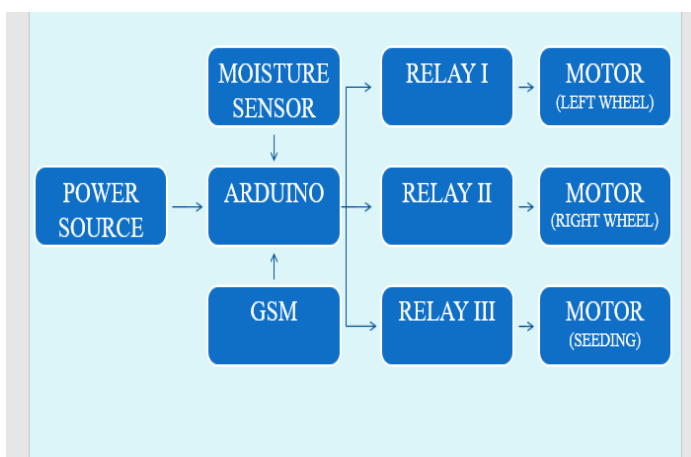 MOISTURE
SENSOR
RELAY I
MOTOR
(LEFT WHEEL)
POWER
SOURCE
ARDUINO
RELAY II
MOTOR
(RIGHT WHEEL)
GSM
RELAY III
MOTOR
(SEEDING)